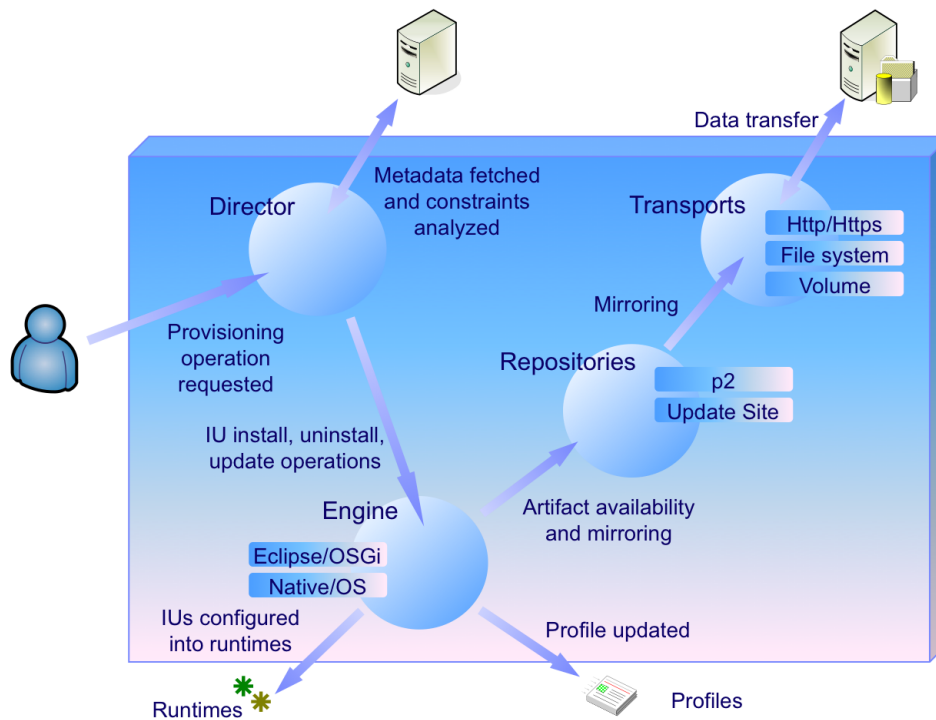 Data transfer
Director
Metadata fetched
and constraints
analyzed
Transports
Http/Https
File system
Volume
Provisioning
operation
requested
Mirroring
Repositories
p2
Update Site
IU install, uninstall,
update operations
Engine
Artifact availability
and mirroring
Eclipse/OSGi
Native/OS
IUs configured
into runtimes
Profile updated
Runtimes
Profiles